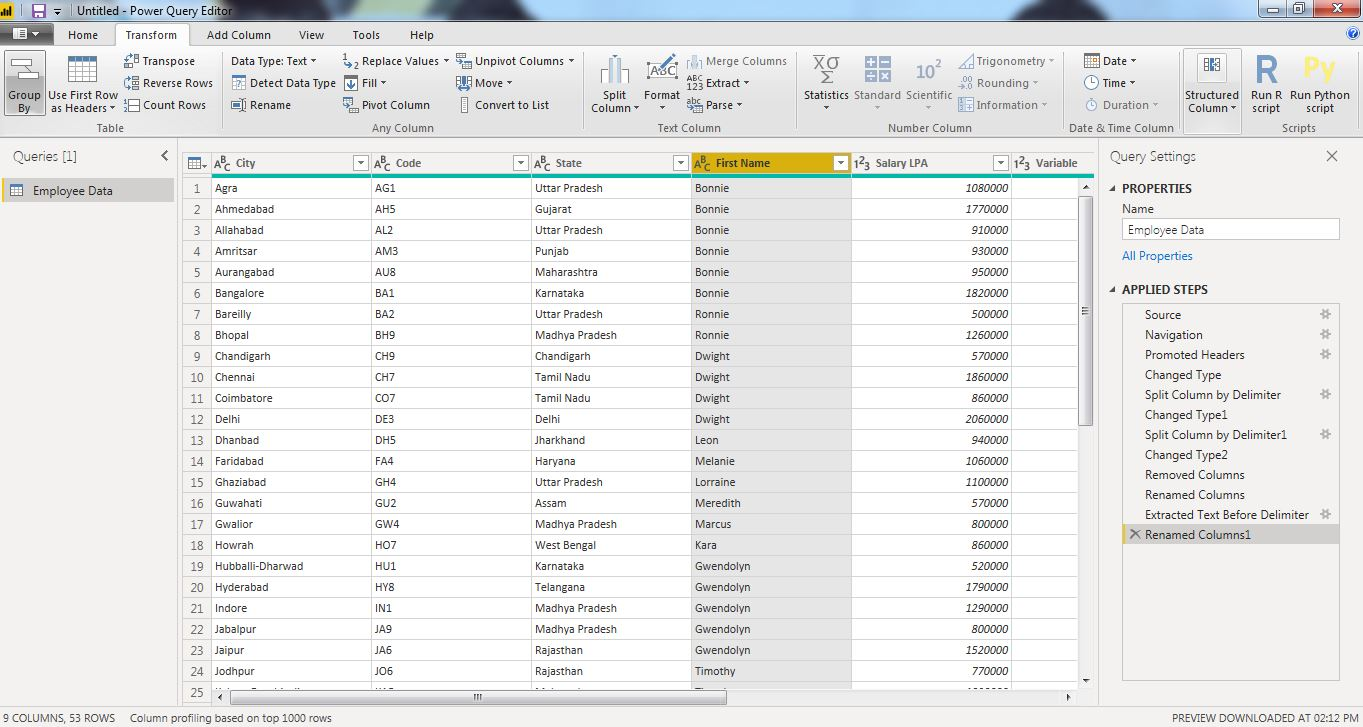 Untitled - Power Query Editor
Home Transform Add Column View Tools Help
Group By
Use First Row as Headers
Transpose
Reverse Rows
Count Rows
Table
Data Type: Text
Detect Data Type
Rename
Replace Values
Fill
Pivot Column
Unpivot Columns
Move
Convert to List
Any Column
Split Column
Format
Merge Columns
Extract
Parse
Text Column
Statistics
Standard
Scientific
Trigonometry
Rounding
Information
Number Column
Date
Time
Duration
Date & Time Column
Structured Column
Run R script
Run Python script
Scripts
Queries [1]
Employee Data
City Code State First Name Salary LPA Variable
1 Agra AG1 Uttar Pradesh Bonnie 1080000
2 Ahmedabad AH5 Gujarat Bonnie 1770000
3 Allahabad AL2 Uttar Pradesh Bonnie 910000
4 Amritsar AM3 Punjab Bonnie 930000
5 Aurangabad AU8 Maharashtra Bonnie 950000
6 Bangalore BA1 Karnataka Bonnie 1820000
7 Bareilly BA2 Uttar Pradesh Ronnie 500000
8 Bhopal BH9 Madhya Pradesh Ronnie 1260000
9 Chandigarh CH9 Chandigarh Dwight 570000
10 Chennai CH7 Tamil Nadu Dwight 1860000
11 Coimbatore CO7 Tamil Nadu Dwight 860000
12 Delhi DE3 Delhi Dwight 2060000
13 Dhanbad DH5 Jharkhand Leon 940000
14 Faridabad FA4 Haryana Melanie 1060000
15 Ghaziabad GH4 Uttar Pradesh Lorraine 1100000
16 Guwahati GU2 Assam Meredith 570000
17 Gwalior GW4 Madhya Pradesh Marcus 800000
18 Howrah HO7 West Bengal Kara 860000
19 Hubballi-Dharwad HU1 Karnataka Gwendolyn 520000
20 Hyderabad HY8 Telangana Gwendolyn 1790000
21 Indore IN1 Madhya Pradesh Gwendolyn 1290000
22 Jabalpur JA9 Madhya Pradesh Gwendolyn 800000
23 Jaipur JA6 Rajasthan Gwendolyn 1520000
24 Jodhpur JO6 Rajasthan Timothy 770000
25
Query Settings
PROPERTIES
Name
Employee Data
All Properties
APPLIED STEPS
Source
Navigation
Promoted Headers
Changed Type
Split Column by Delimiter
Changed Type1
Split Column by Delimiter1
Changed Type2
Removed Columns
Renamed Columns
Extracted Text Before Delimiter
Renamed Columns1
9 COLUMNS, 53 ROWS Column profiling based on top 1000 rows
PREVIEW DOWNLOADED AT 02:12 PM